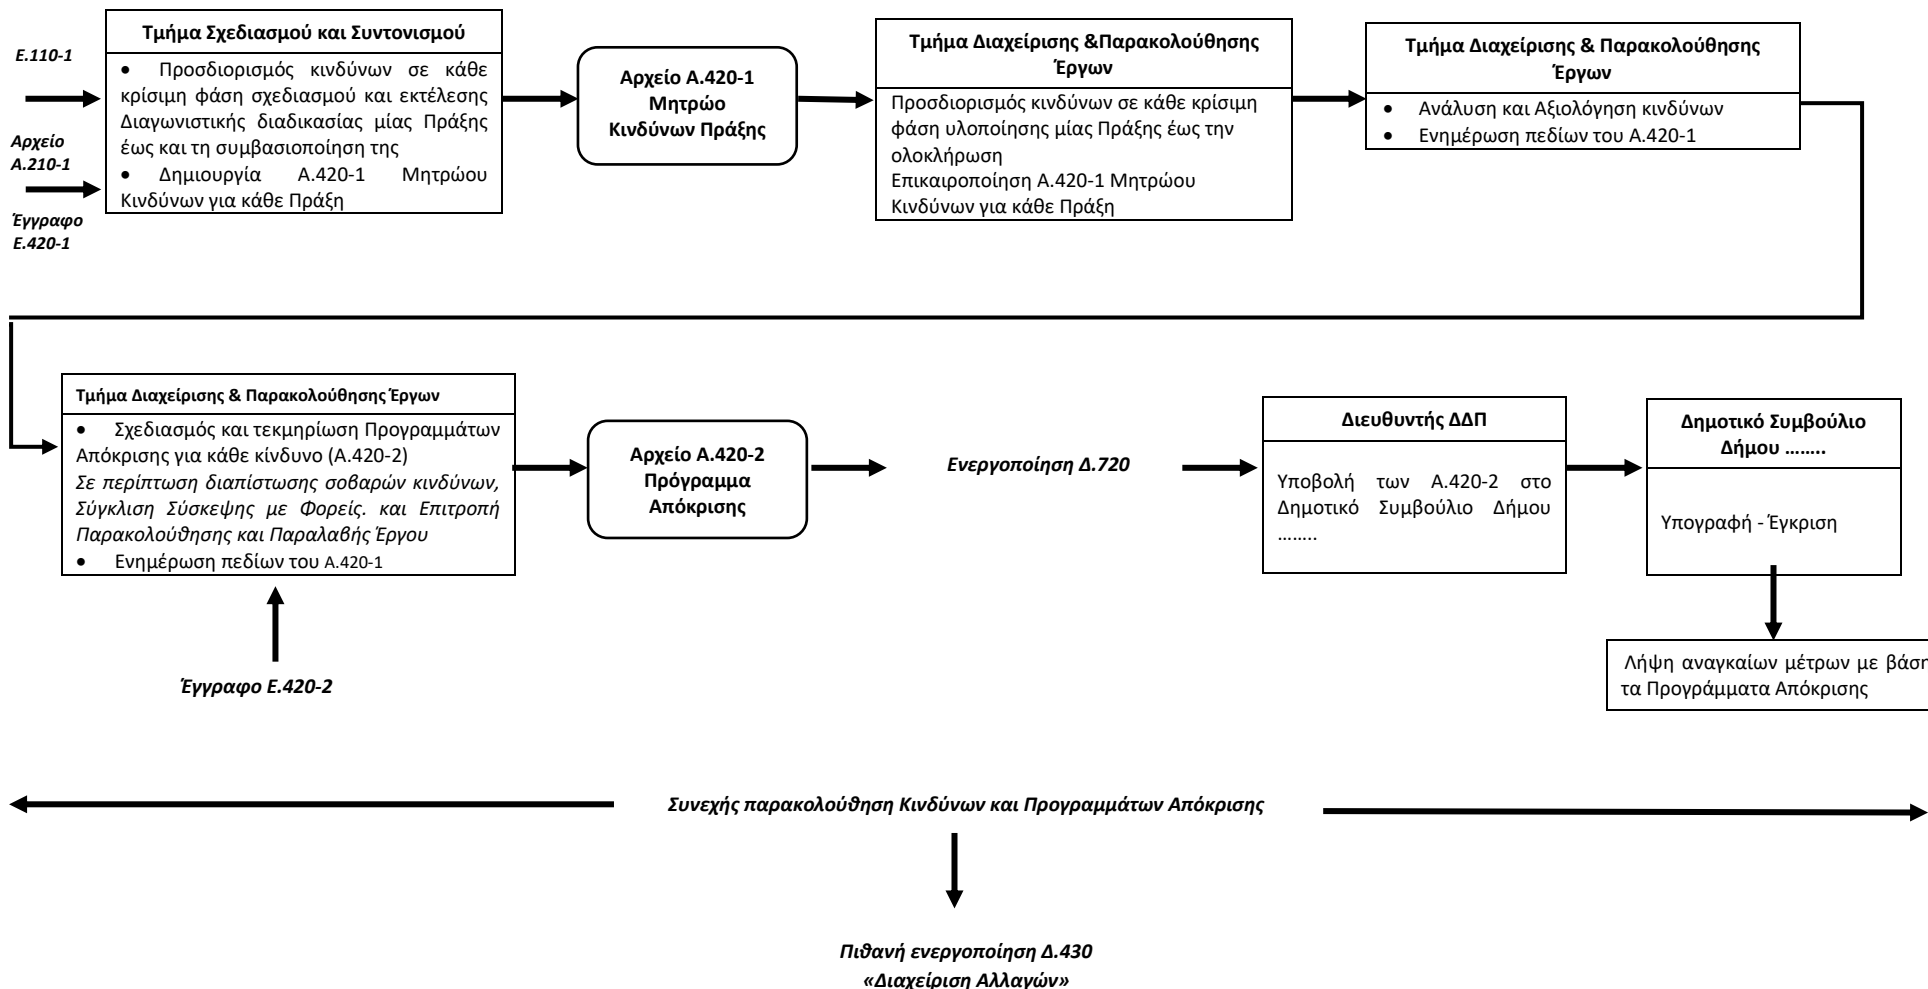 Ε.110-1
Αρχείο
Α.210-1
Έγγραφο
Ε.420-1
Τμήμα Σχεδιασμού και Συντονισμού
• Προσδιορισμός κινδύνων σε κάθε
κρίσιμη φάση σχεδιασμού και εκτέλεσης
Διαγωνιστικής διαδικασίας μίας Πράξης
έως και τη συμβασιοποίηση της
• Δημιουργία Α.420-1 Μητρώου
Κινδύνων για κάθε Πράξη
Αρχείο Α.420-1
Μητρώο
Κινδύνων Πράξης
Τμήμα Διαχείρισης &Παρακολούθησης
Έργων
Προσδιορισμός κινδύνων σε κάθε κρίσιμη
φάση υλοποίησης μίας Πράξης έως την
ολοκλήρωση
Επικαιροποίηση Α.420-1 Μητρώου
Κινδύνων για κάθε Πράξη
Τμήμα Διαχείρισης & Παρακολούθησης
Έργων
• Ανάλυση και Αξιολόγηση κινδύνων
• Ενημέρωση πεδίων του Α.420-1
Τμήμα Διαχείρισης & Παρακολούθησης Έργων
• Σχεδιασμός και τεκμηρίωση Προγραμμάτων
Απόκρισης για κάθε κίνδυνο (Α.420-2)
Σε περίπτωση διαπίστωσης σοβαρών κινδύνων,
Σύγκλιση Σύσκεψης με Φορείς. και Επιτροπή
Παρακολούθησης και Παραλαβής Έργου
• Ενημέρωση πεδίων του Α.420-1
Έγγραφο Ε.420-2
Αρχείο Α.420-2
Πρόγραμμα
Απόκρισης
Ενεργοποίηση Δ.720
Διευθυντής ΔΔΠ
Υποβολή των Α.420-2 στο
Δημοτικό Συμβούλιο Δήμου
……..
Δημοτικό Συμβούλιο
Δήμου ……..
Υπογραφή - Έγκριση
Λήψη αναγκαίων μέτρων με βάση
τα Προγράμματα Απόκρισης
Συνεχής παρακολούθηση Κινδύνων και Προγραμμάτων Απόκρισης
Πιθανή ενεργοποίηση Δ.430
«Διαχείριση Αλλαγών»